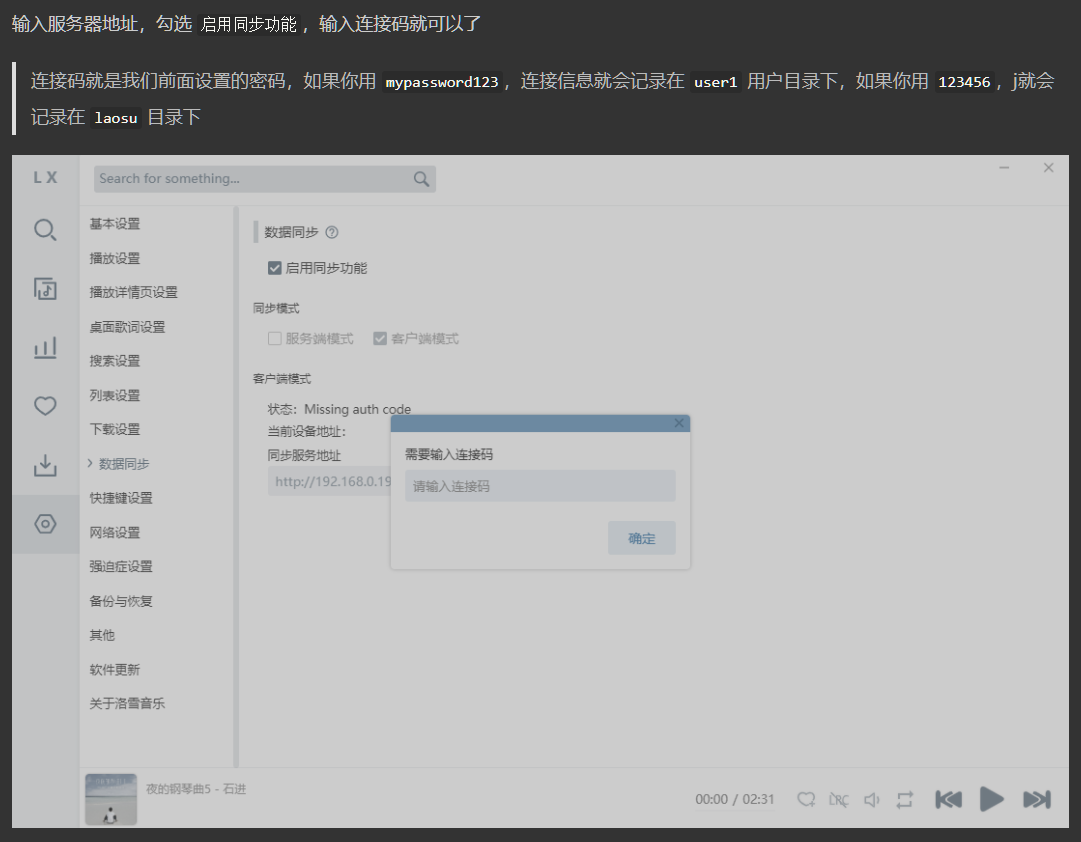 输入服务器地址，勾选 启用同步功能 ，输入连接码就可以了
连接码就是我们前面设置的密码，如果你用 mypassword123 ，连接信息就会记录在 user1 用户目录下，如果你用 123456 ，j就会
记录在 laosu 目录下
L X
Search for something...
基本设置
播放设置
播放详情页设置
桌面歌词设置
搜索设置
列表设置
下载设置
数据同步
快捷键设置
网络设置
强迫症设置
备份与恢复
其他
软件更新
关于洛雪音乐
数据同步
启用同步功能
同步模式
服务端模式 客户端模式
客户端模式
状态：Missing auth code
当前设备地址：
同步服务地址
http://192.168.0.19
需要输入连接码
请输入连接码
确定
夜的钢琴曲5 - 石进
00:00 / 02:31
LRC